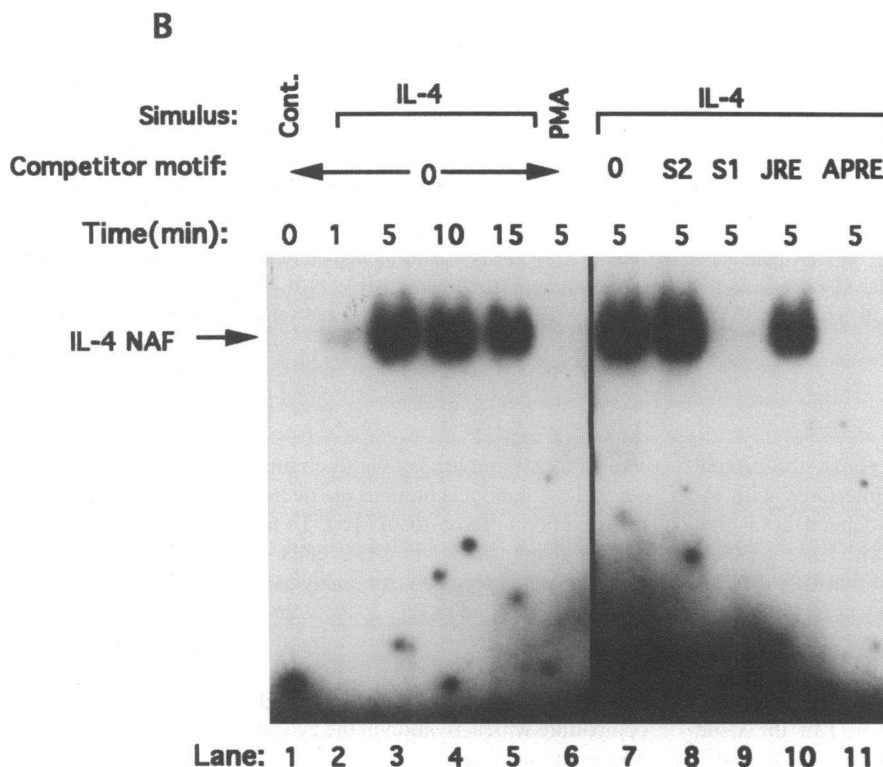 B
Cont. IL-4 PMA IL-4
Simulus:
Competitor motif: 0 0 S2 S1 JRE APRE
Time(min): 0 1 5 10 15 5 5 5 5 5 5
IL-4 NAF
Lane: 1 2 3 4 5 6 7 8 9 10 11